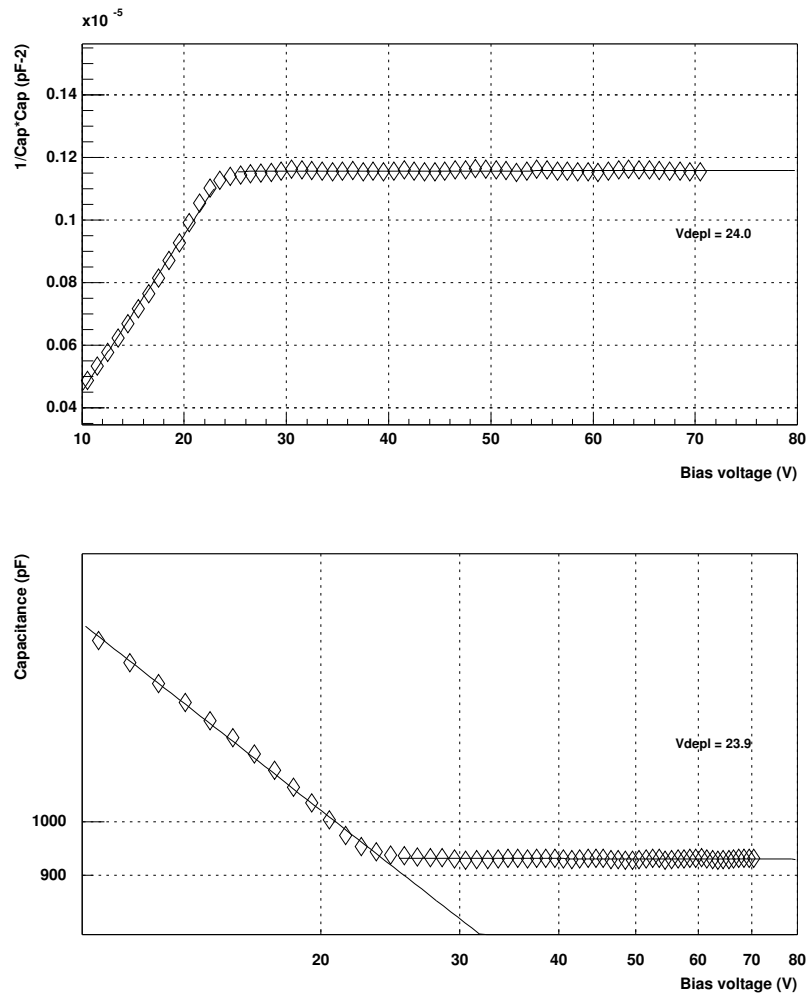 x10 -5
1/Cap*Cap (pF-2)
0.14
0.12
0.1
0.08
0.06
0.04
Vdepl = 24.0
10 20 30 40 50 60 70 80
Bias voltage (V)
Capacitance (pF)
1000
900
Vdepl = 23.9
20 30 40 50 60 70 80
Bias voltage (V)